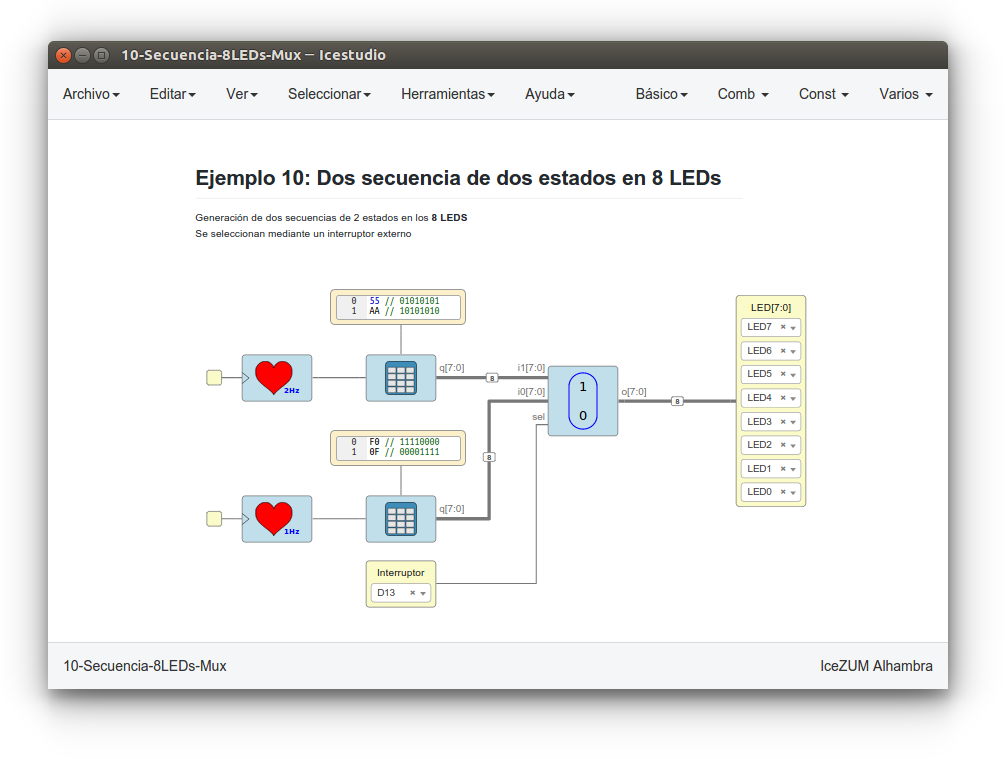 10-Secuencia-8LEDs-Mux — Icestudio
Archivo Editar Ver Seleccionar Herramientas Ayuda Básico Comb Const Varios
Ejemplo 10: Dos secuencia de dos estados en 8 LEDs
Generación de dos secuencias de 2 estados en los 8 LEDS
Se seleccionan mediante un interruptor externo
0 55 // 01010101
1 AA // 10101010
2Hz
q[7:0]
8
i1[7:0]
i0[7:0]
sel
1
0
o[7:0]
8
LED[7:0]
LED7
LED6
LED5
LED4
LED3
LED2
LED1
LED0
0 F0 // 11110000
1 0F // 00001111
8
1Hz
q[7:0]
Interruptor
D13
10-Secuencia-8LEDs-Mux IceZUM Alhambra